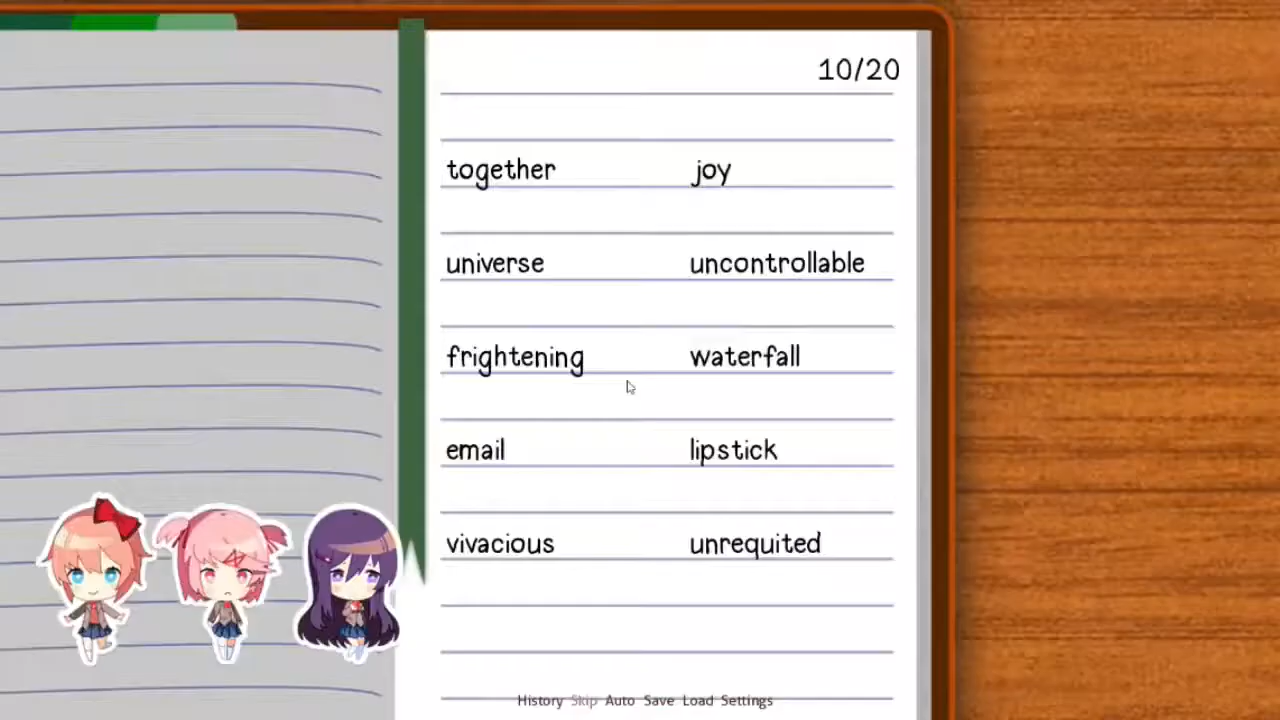 10/20
together joy
universe uncontrollable
frightening waterfall
email lipstick
vivacious unrequited
History Skip Auto Save Load Settings